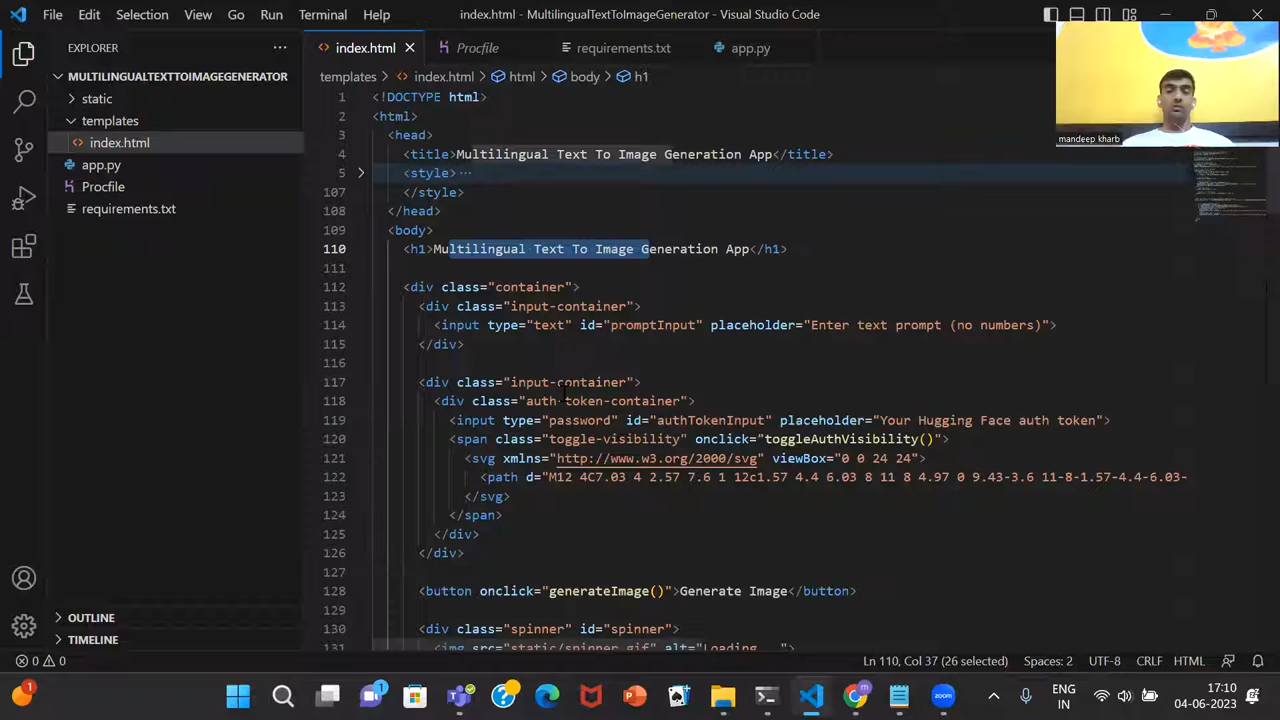 File Edit Selection View Go Run Terminal Help
index.html - MultilingualTextToImageGenerator - Visual Studio Code
EXPLORER
MULTILINGUALTEXTTOIMAGEGENERATOR
static
templates
index.html
app.py
Procfile
requirements.txt
OUTLINE
TIMELINE
index.html Procfile requirements.txt app.py
templates > index.html > html > body > h1
1 <!DOCTYPE html>
2 <html>
3 <head>
4 <title>Multilingual Text To Image Generation App</title>
5 <style>
107 </style>
108 </head>
109 <body>
110 <h1>Multilingual Text To Image Generation App</h1>
111
112 <div class="container">
113 <div class="input-container">
114 <input type="text" id="promptInput" placeholder="Enter text prompt (no numbers)">
115 </div>
116
117 <div class="input-container">
118 <div class="auth-token-container">
119 <input type="password" id="authTokenInput" placeholder="Your Hugging Face auth token">
120 <span class="toggle-visibility" onclick="toggleAuthVisibility()">
121 <svg xmlns="http://www.w3.org/2000/svg" viewBox="0 0 24 24">
122 <path d="M12 4C7.03 4 2.57 7.6 1 12c1.57 4.4 6.03 8 11 8 4.97 0 9.43-3.6 11-8-1.57-4.4-6.03-
123 </svg>
124 </span>
125 </div>
126 </div>
127
128 <button onclick="generateImage()">Generate Image</button>
129
130 <div class="spinner" id="spinner">
131 <img src="static/spinner.gif" alt="Loading...">
mandeep kharb
0 0
Ln 110, Col 37 (26 selected) Spaces: 2 UTF-8 CRLF HTML
1
1
m
ENG
IN
17:10
04-06-2023